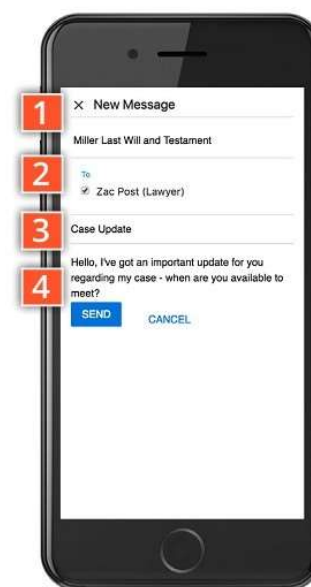 1
× New Message
Miller Last Will and Testament
2
To
Zac Post (Lawyer)
3
Case Update
4
Hello, I've got an important update for you
regarding my case - when are you available to
meet?
SEND CANCEL